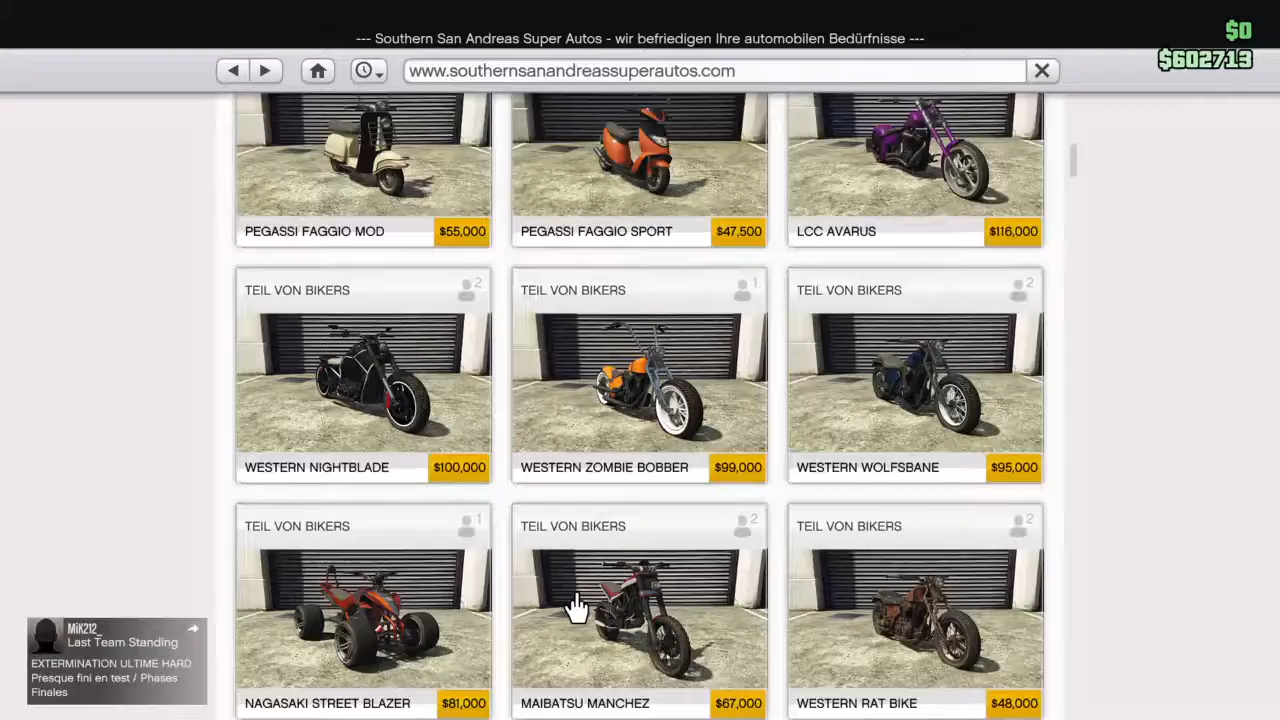 --- Southern San Andreas Super Autos - wir befriedigen Ihre automobilen Bedürfnisse ---
$0
$602713
www.southernsanandreassuperautos.com
PEGASSI FAGGIO MOD $55,000
PEGASSI FAGGIO SPORT $47,500
LCC AVARUS $116,000
TEIL VON BIKERS 2
TEIL VON BIKERS 1
TEIL VON BIKERS 2
WESTERN NIGHTBLADE $100,000
WESTERN ZOMBIE BOBBER $99,000
WESTERN WOLFSBANE $95,000
TEIL VON BIKERS 1
TEIL VON BIKERS 2
TEIL VON BIKERS 2
NAGASAKI STREET BLAZER $81,000
MAIBATSU MANCHEZ $67,000
WESTERN RAT BIKE $48,000
MiK212_
Last Team Standing
EXTERMINATION ULTIME HARD
Presque fini en test / Phases
Finales